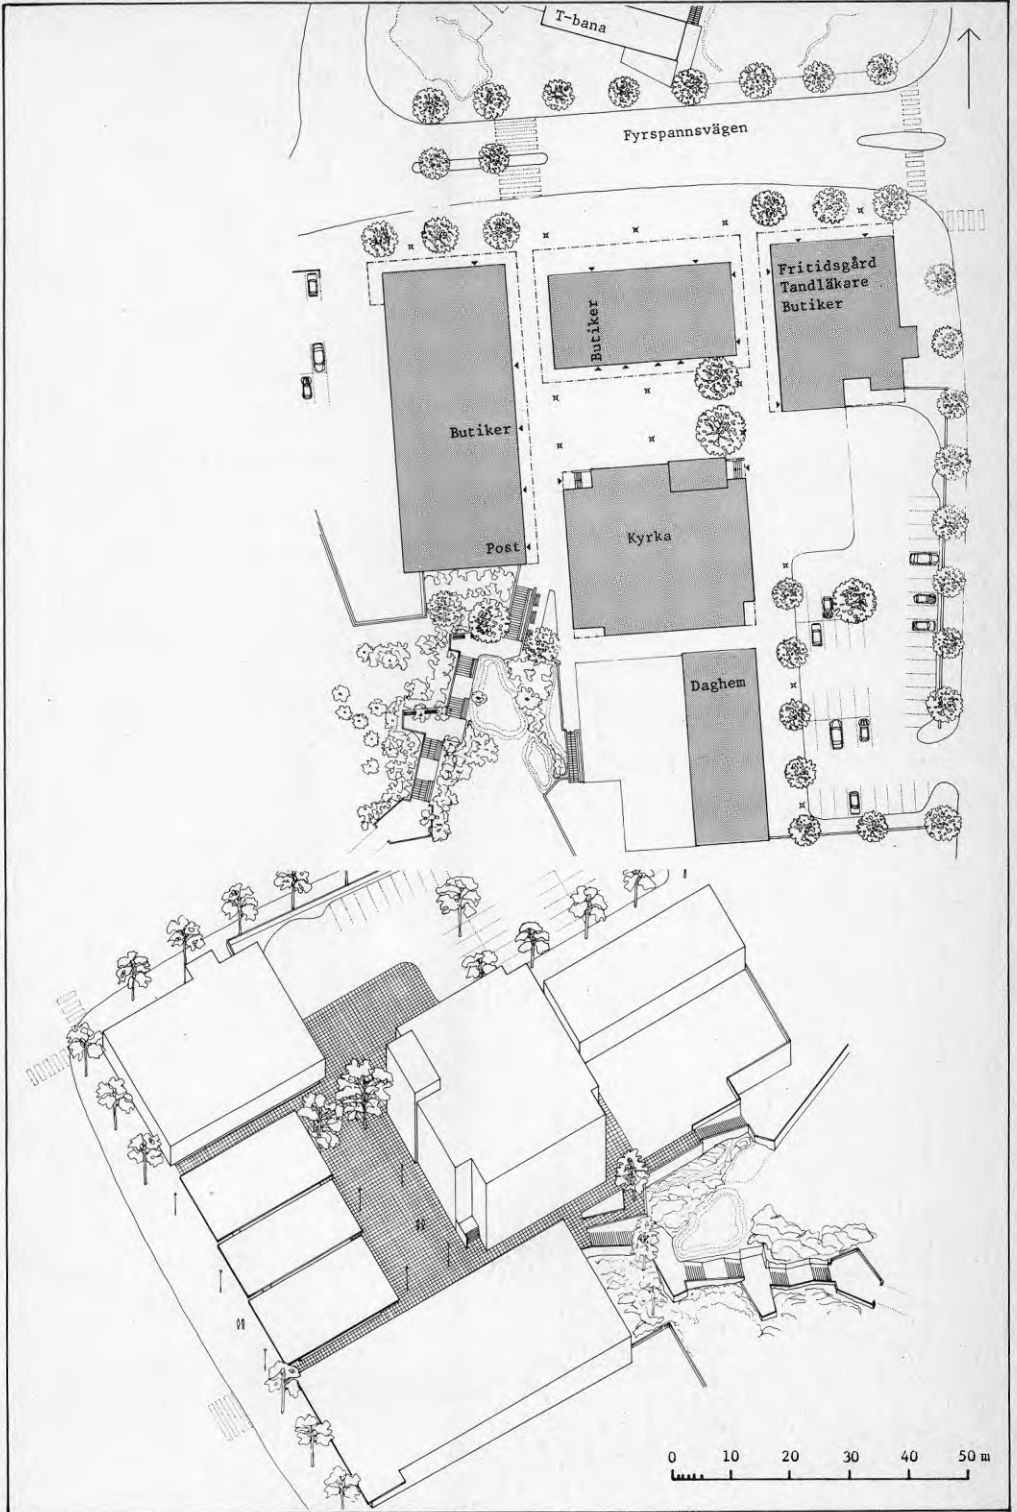 T-bana
Fyrspannsvägen
Fritidsgård
Tandläkare
Butiker
Butiker
Butiker
Post
Kyrka
Daghem
0 10 20 30 40 50 m